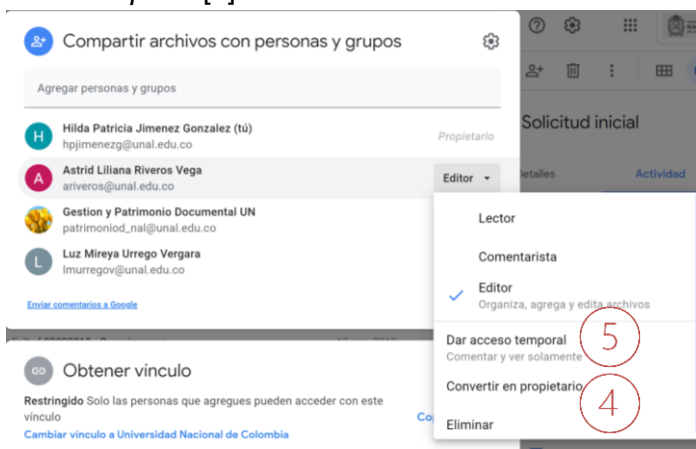 Compartir archivos con personas y grupos
Agregar personas y grupos
Hilda Patricia Jimenez Gonzalez (tú)
hpjimenezg@unal.edu.co
Propietario
Astrid Liliana Riveros Vega
ariveros@unal.edu.co
Editor
Gestion y Patrimonio Documental UN
patrimoniod_nal@unal.edu.co
Luz Mireya Urrego Vergara
lmurregov@unal.edu.co
Enviar comentarios a Google
Solicitud inicial
Actividad
Lector
Comentarista
Editor
Organiza, agrega y edita archivos
Dar acceso temporal
Comentar y ver solamente
5
Convertir en propietario
4
Eliminar
Obtener vínculo
Restringido Solo las personas que agregues pueden acceder con este
vínculo
Cambiar vínculo a Universidad Nacional de Colombia
H
A
L